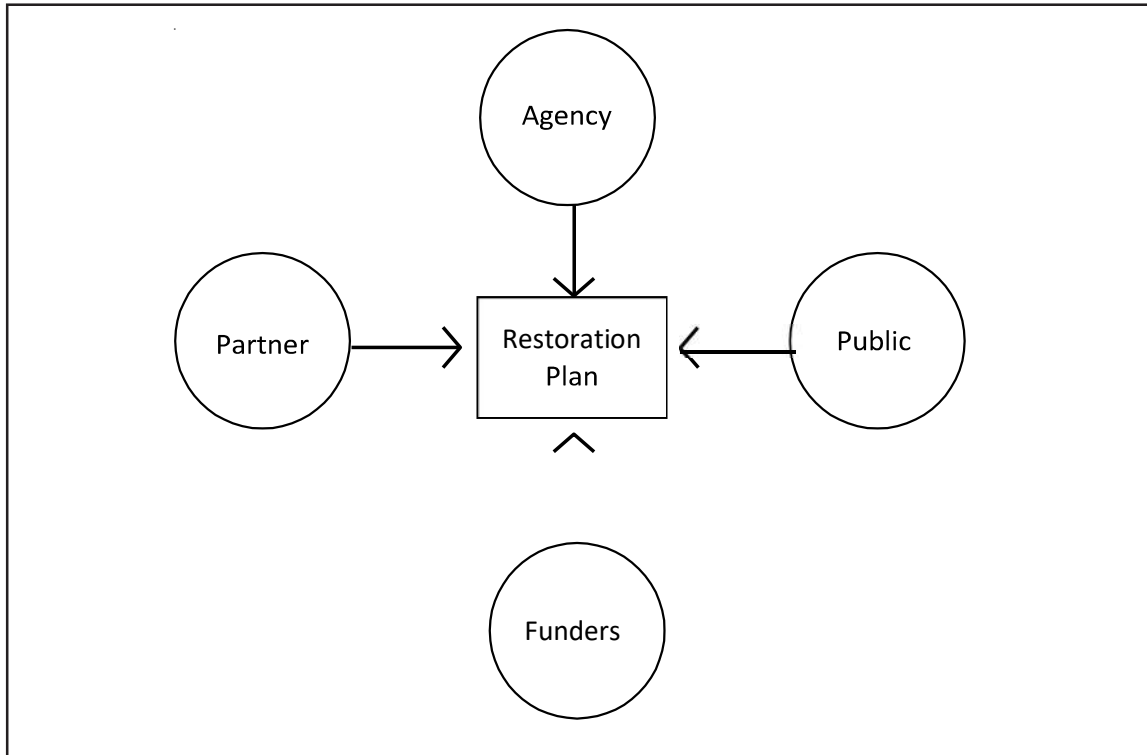 Agency
Partner
Restoration
Plan
Public
Funders